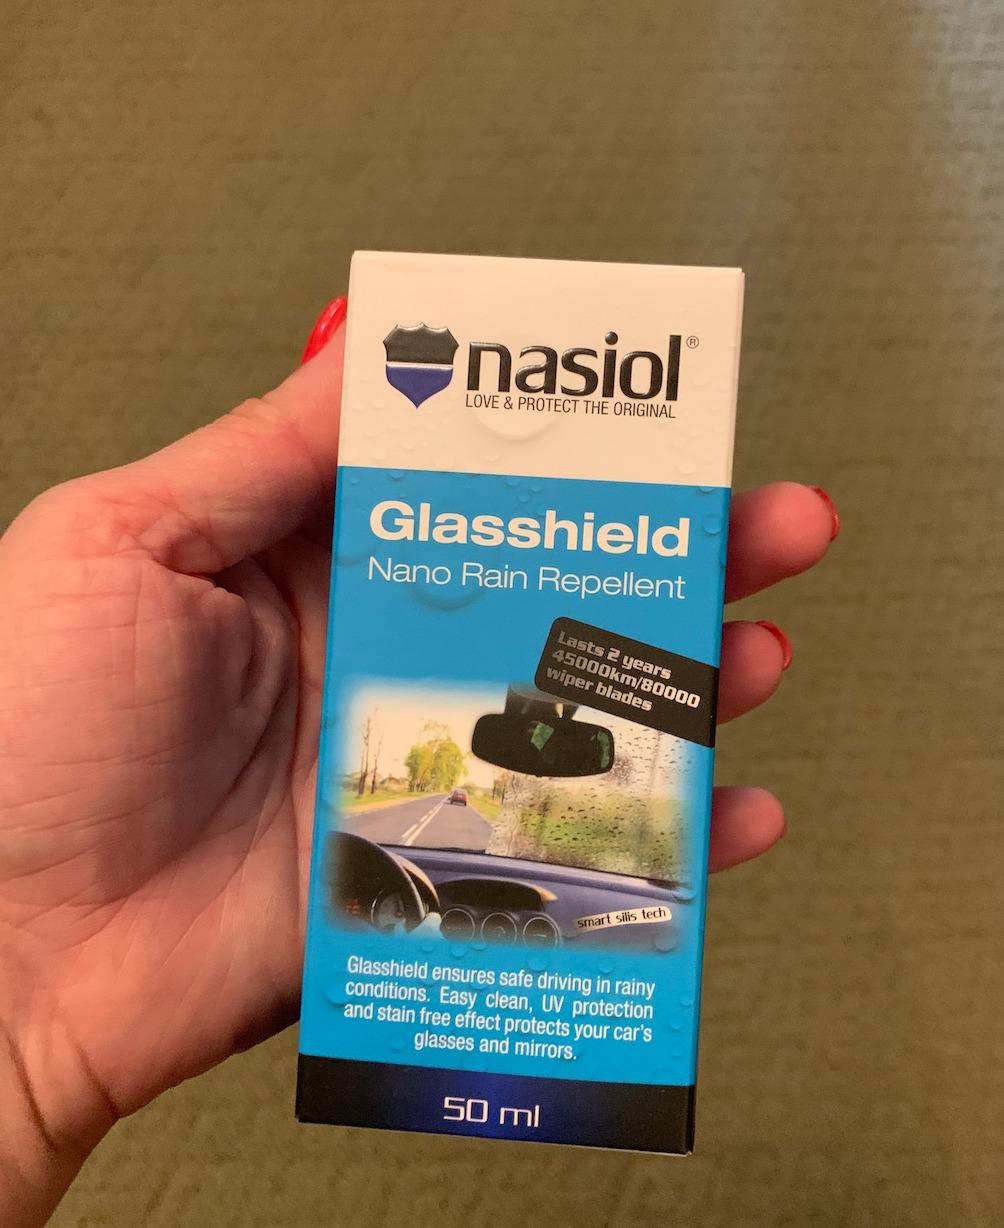 nasiol®
LOVE & PROTECT THE ORIGINAL
Glasshield
Nano Rain Repellent
Lasts 2 years
45000km/80000
wiper blades
smart silis tech
Glasshield ensures safe driving in rainy
conditions. Easy clean, UV protection
and stain free effect protects your car's
glasses and mirrors.
50 ml